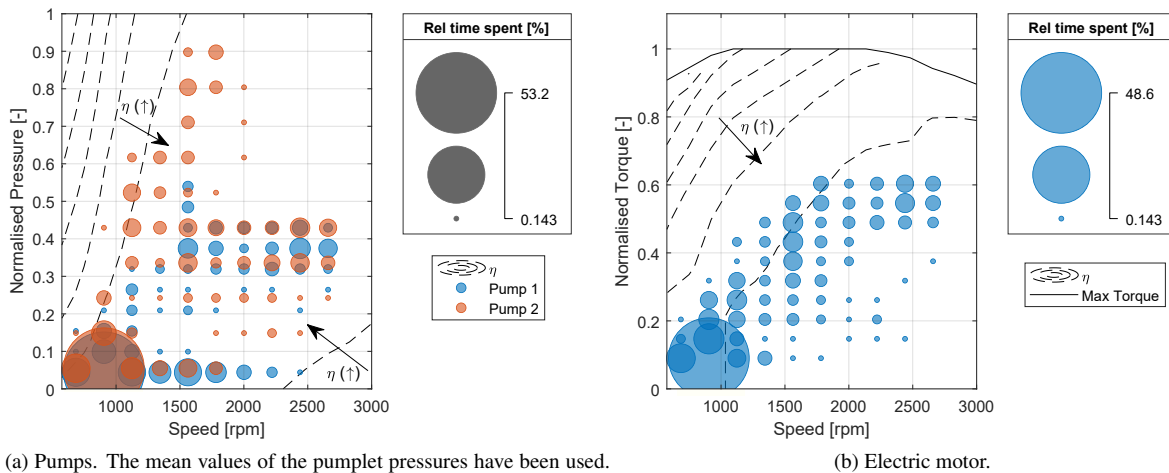 Normalised Pressure [-]
1
0.9
0.8
0.7
0.6
0.5
0.4
0.3
0.2
0.1
0
1000 1500 2000 2500 3000
Speed [rpm]
η (↑)
η (↑)
Rel time spent [%]
53.2
0.143
η
Pump 1
Pump 2
(a) Pumps. The mean values of the pumplet pressures have been used.
Normalised Torque [-]
1
0.8
0.6
0.4
0.2
0
1000 1500 2000 2500 3000
Speed [rpm]
η (↑)
Rel time spent [%]
48.6
0.143
η
Max Torque
(b) Electric motor.